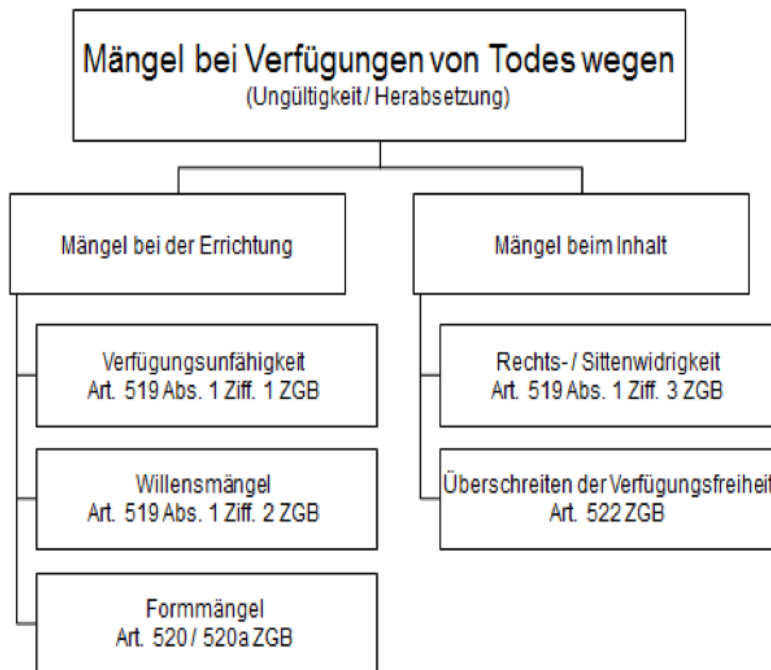 Mängel bei Verfügungen von Todes wegen
(Ungültigkeit / Herabsetzung)
Mängel bei der Errichtung
Verfügungsunfähigkeit
Art. 519 Abs. 1 Ziff. 1 ZGB
Willensmängel
Art. 519 Abs. 1 Ziff. 2 ZGB
Formmängel
Art. 520 / 520a ZGB
Mängel beim Inhalt
Rechts- / Sittenwidrigkeit
Art. 519 Abs. 1 Ziff. 3 ZGB
Überschreiten der Verfügungsfreiheit
Art. 522 ZGB